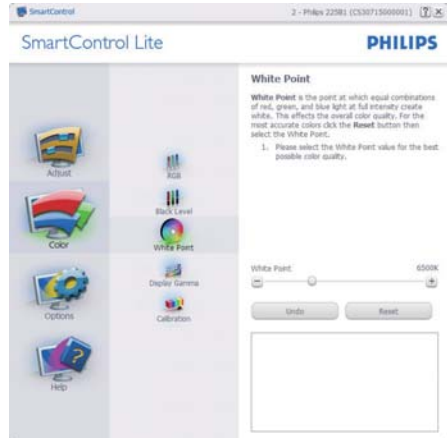 SmartControl
2 - Philips 225B1 (CS30715000001)
SmartControl Lite
PHILIPS
Adjust
Color
Options
Help
RGB
Black Level
White Point
Display Gamma
Calibration
White Point
White Point is the point at which equal combinations
of red, green, and blue light at full intensity create
white. This effects the overall color quality. For the
most accurate colors click the Reset button then
select the White Point.
1. Please select the White Point value for the best
possible color quality.
White Point 6500K
Undo Reset